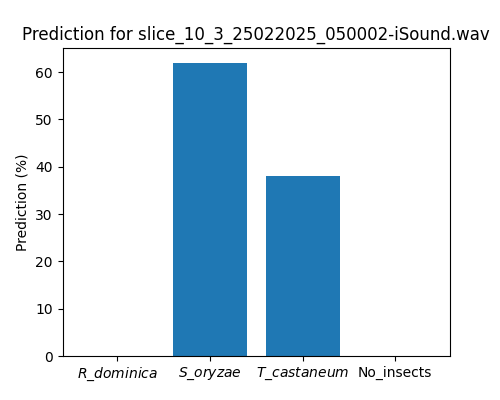 Prediction for slice_10_3_25022025_050002-iSound.wav
Prediction (%)
60
50
40
30
20
10
0
R_dominica S_oryzae T_castaneum No_insects